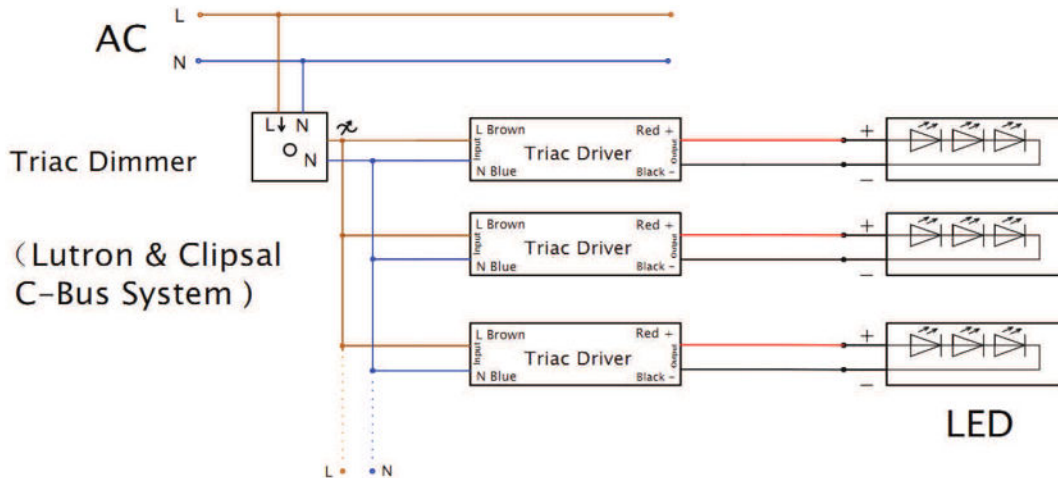 L
AC
N
L N
N
Triac Dimmer
(Lutron & Clipsal
C-Bus System )
L Brown
Input
N Blue
Triac Driver
Red +
Output
Black -
+
−
L Brown
Input
N Blue
Triac Driver
Red +
Output
Black -
+
−
L Brown
Input
N Blue
Triac Driver
Red +
Output
Black -
+
−
LED
L N